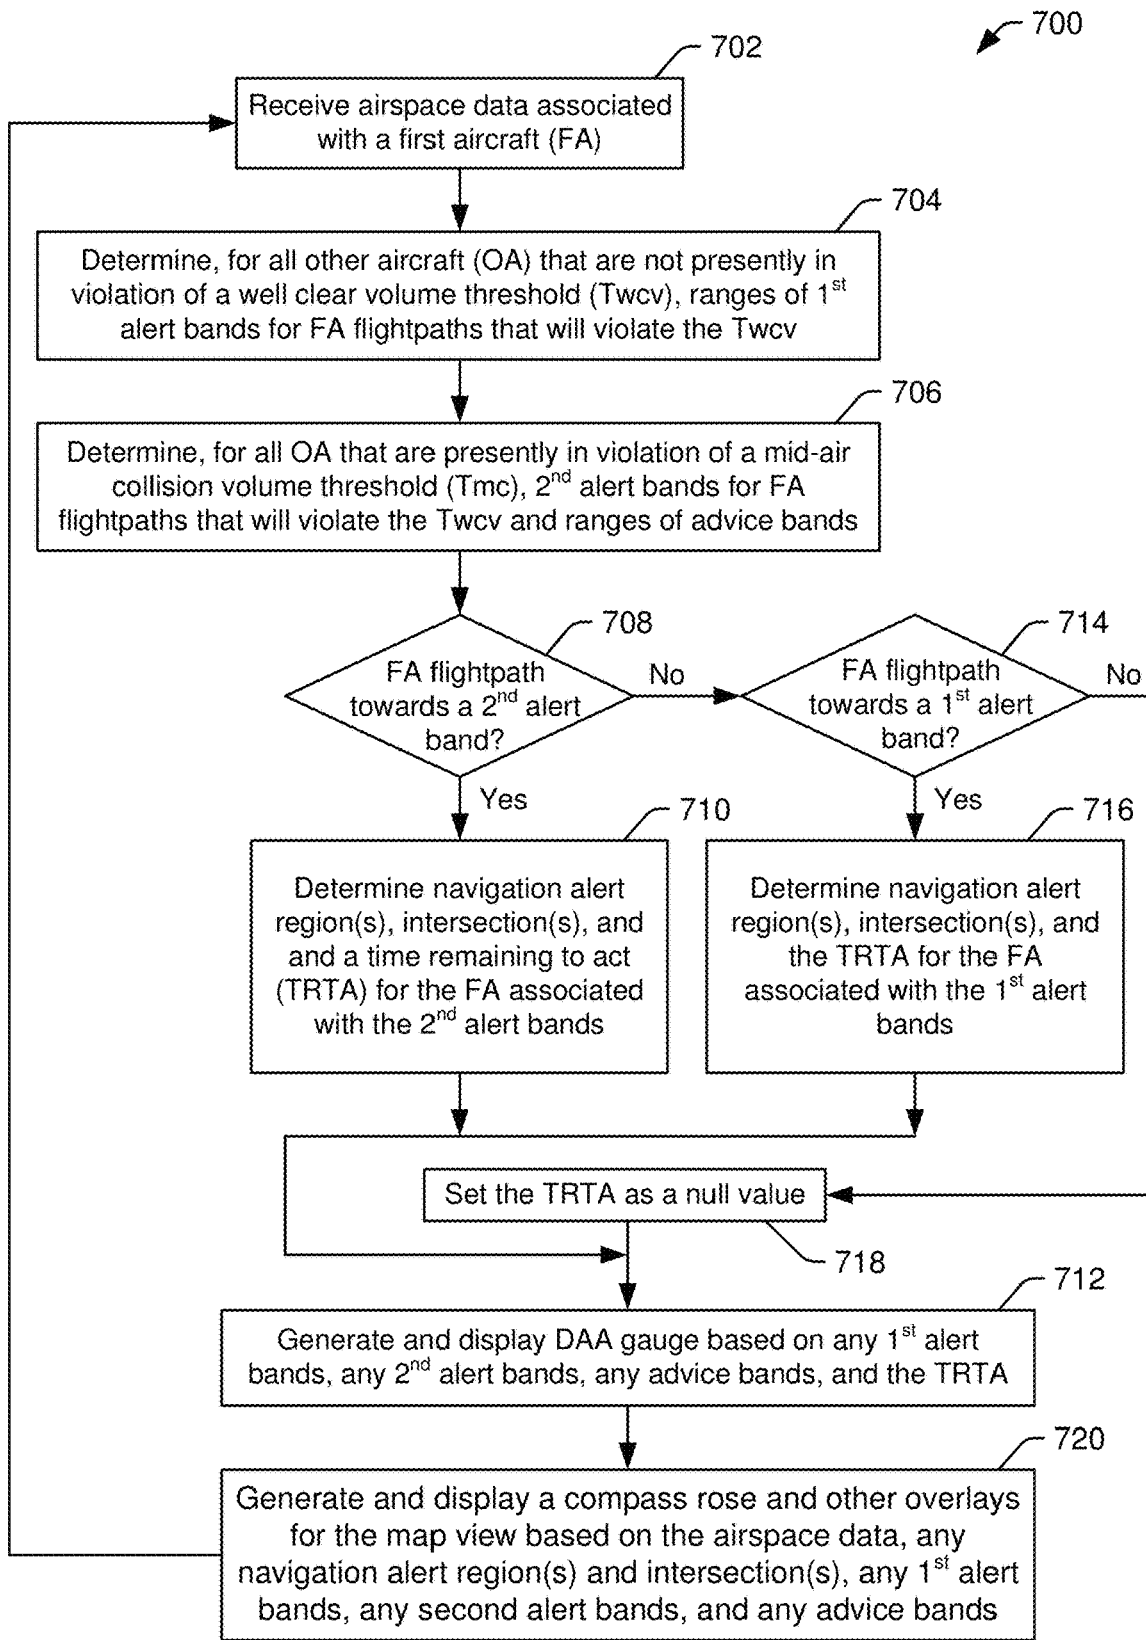 700
702
Receive airspace data associated
with a first aircraft (FA)
704
Determine, for all other aircraft (OA) that are not presently in
violation of a well clear volume threshold (Twcv), ranges of 1st
alert bands for FA flightpaths that will violate the Twcv
706
Determine, for all OA that are presently in violation of a mid-air
collision volume threshold (Tmc), 2nd alert bands for FA
flightpaths that will violate the Twcv and ranges of advice bands
708
FA flightpath
towards a 2nd alert
band?
No
Yes
714
FA flightpath
towards a 1st alert
band?
No
Yes
710
Determine navigation alert
region(s), intersection(s), and
and a time remaining to act
(TRTA) for the FA associated
with the 2nd alert bands
716
Determine navigation alert
region(s), intersection(s), and
the TRTA for the FA
associated with the 1st alert
bands
Set the TRTA as a null value
718
712
Generate and display DAA gauge based on any 1st alert
bands, any 2nd alert bands, any advice bands, and the TRTA
720
Generate and display a compass rose and other overlays
for the map view based on the airspace data, any
navigation alert region(s) and intersection(s), any 1st alert
bands, any second alert bands, and any advice bands